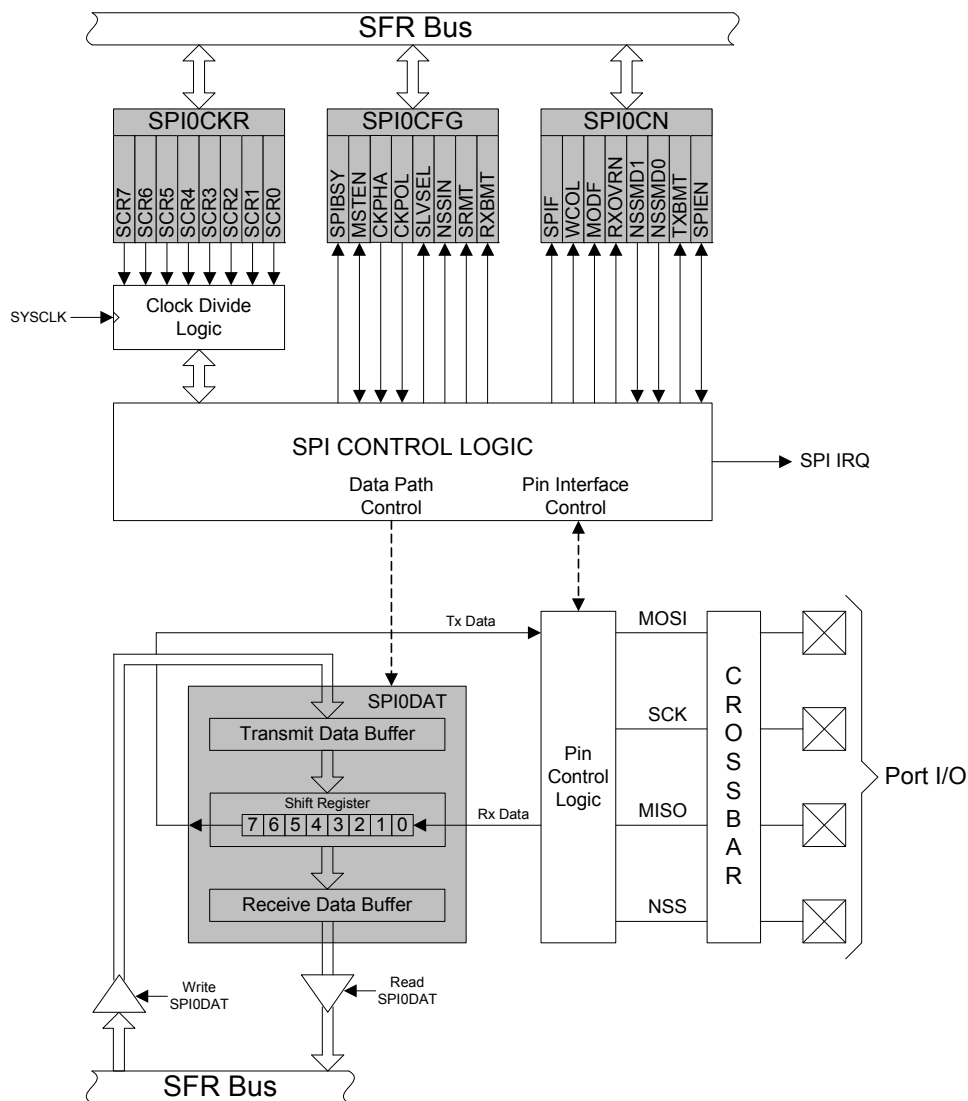 SFR Bus
SPI0CKR
SCR7
SCR6
SCR5
SCR4
SCR3
SCR2
SCR1
SCR0
SPI0CFG
SPIBSY
MSTEN
CKPHA
CKPOL
SLVSEL
NSSIN
SRMT
RXBMT
SPI0CN
SPIF
WCOL
MODF
RXOVRN
NSSMD1
NSSMD0
TXBMT
SPIEN
SYSCLK
Clock Divide
Logic
SPI CONTROL LOGIC
Data Path
Control
Pin Interface
Control
SPI IRQ
Tx Data
SPI0DAT
Transmit Data Buffer
Shift Register
7 6 5 4 3 2 1 0
Rx Data
Receive Data Buffer
Pin
Control
Logic
MOSI
SCK
MISO
NSS
CROSSBAR
Port I/O
Write
SPI0DAT
Read
SPI0DAT
SFR Bus